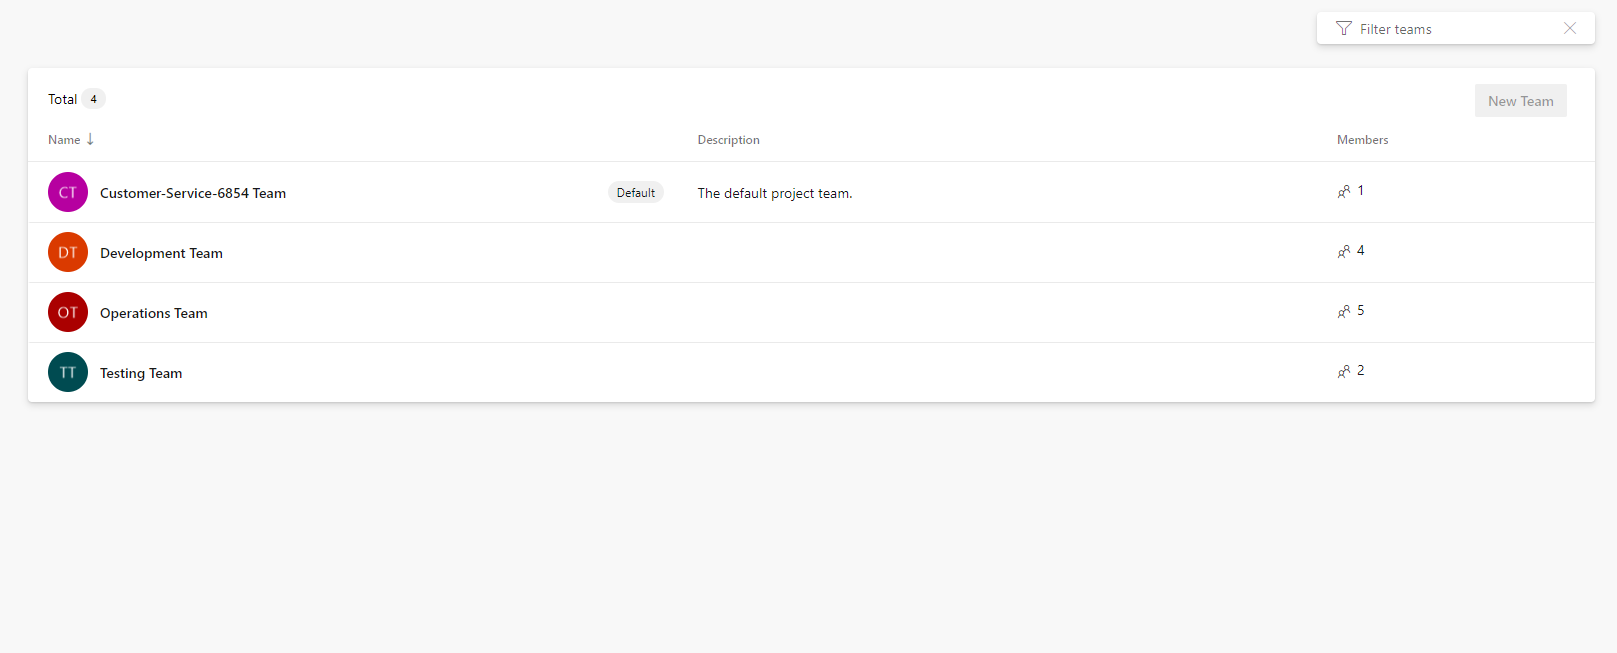 Filter teams
Total 4
New Team
Name Description Members
CT Customer-Service-6854 Team Default The default project team. 1
DT Development Team 4
OT Operations Team 5
TT Testing Team 2